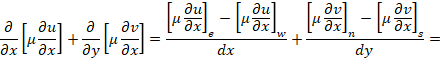 ∂/∂x [μ ∂u/∂x] + ∂/∂y [μ ∂v/∂x] = ([μ ∂u/∂x]_e − [μ ∂u/∂x]_w)/dx + ([μ ∂v/∂x]_n − [μ ∂v/∂x]_s)/dy =